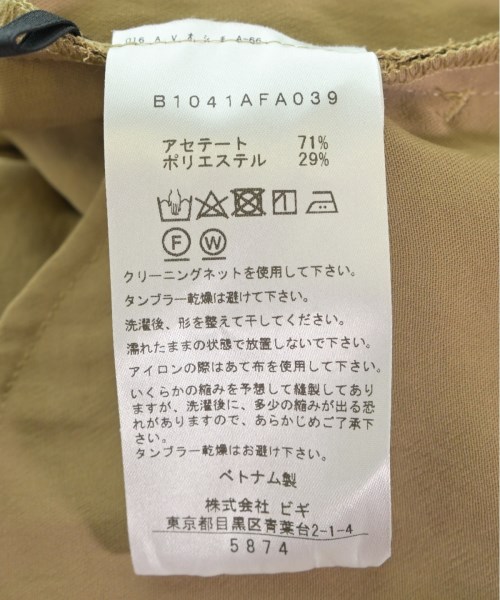 B1041AFA039
アセテート 71%
ポリエステル 29%
F W
クリーニングネットを使用して下さい。
タンブラー乾燥は避けて下さい。
洗濯後、形を整えて干してください。
濡れたままの状態で放置しないで下さい。
アイロンの際はあて布を使用して下さい。
いくらかの縮みを予想して縫製してあり
ますが、洗濯後に、多少の縮みが出る恐
れがありますので、あらかじめご了承下
さい。
タンブラー乾燥はお避け下さい。
ベトナム製
株式会社 ビギ
東京都目黒区青葉台2-1-4
5874